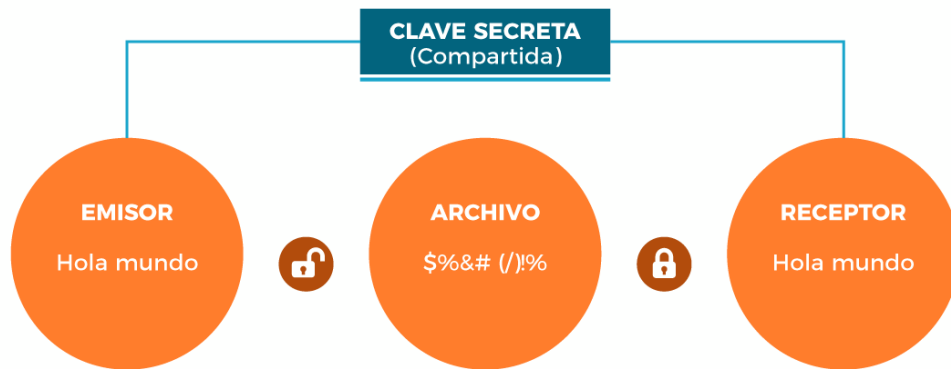 CLAVE SECRETA
(Compartida)
EMISOR
Hola mundo
ARCHIVO
$%&# (/)!%
RECEPTOR
Hola mundo